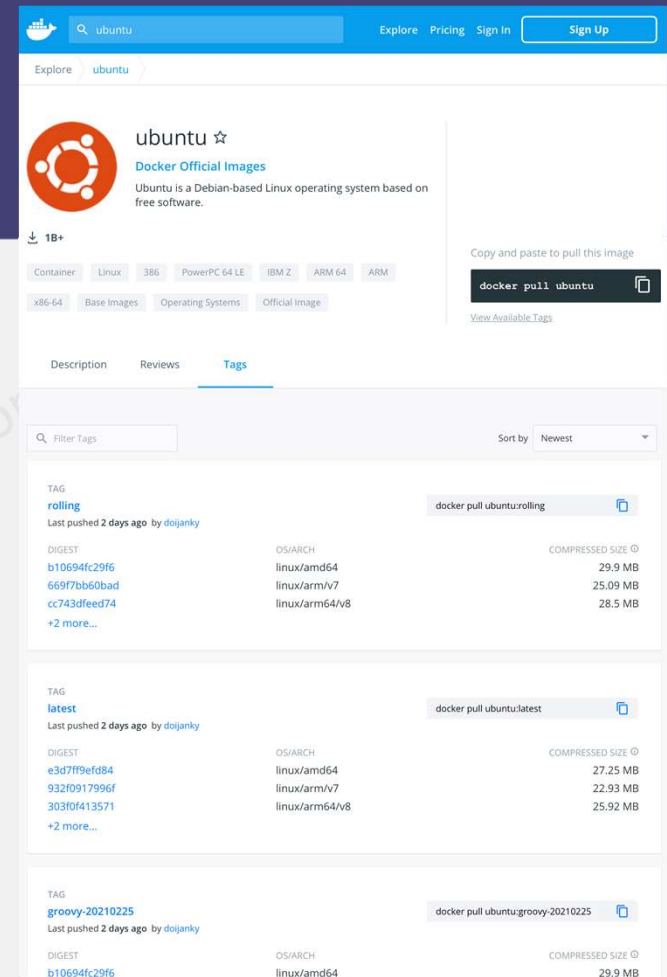 ubuntu
Explore Pricing Sign In Sign Up
Explore ubuntu
ubuntu
Docker Official Images
Ubuntu is a Debian-based Linux operating system based on
free software.
1B+
Container Linux 386 PowerPC 64 LE IBM Z ARM 64 ARM
x86-64 Base Images Operating Systems Official Image
Copy and paste to pull this image
docker pull ubuntu
View Available Tags
Description Reviews Tags
Filter Tags
Sort by Newest
TAG
rolling
docker pull ubuntu:rolling
Last pushed 2 days ago by doijanky
DIGEST OS/ARCH COMPRESSED SIZE
b10694fc29f6 linux/amd64 29.9 MB
669f7bb60bad linux/arm/v7 25.09 MB
cc743dfeed74 linux/arm64/v8 28.5 MB
+2 more...
TAG
latest
docker pull ubuntu:latest
Last pushed 2 days ago by doijanky
DIGEST OS/ARCH COMPRESSED SIZE
e3d7ff9efd84 linux/amd64 27.25 MB
932f0917996f linux/arm/v7 22.93 MB
303f0f413571 linux/arm64/v8 25.92 MB
+2 more...
TAG
groovy-20210225
docker pull ubuntu:groovy-20210225
Last pushed 2 days ago by doijanky
DIGEST OS/ARCH COMPRESSED SIZE
b10694fc29f6 linux/amd64 29.9 MB